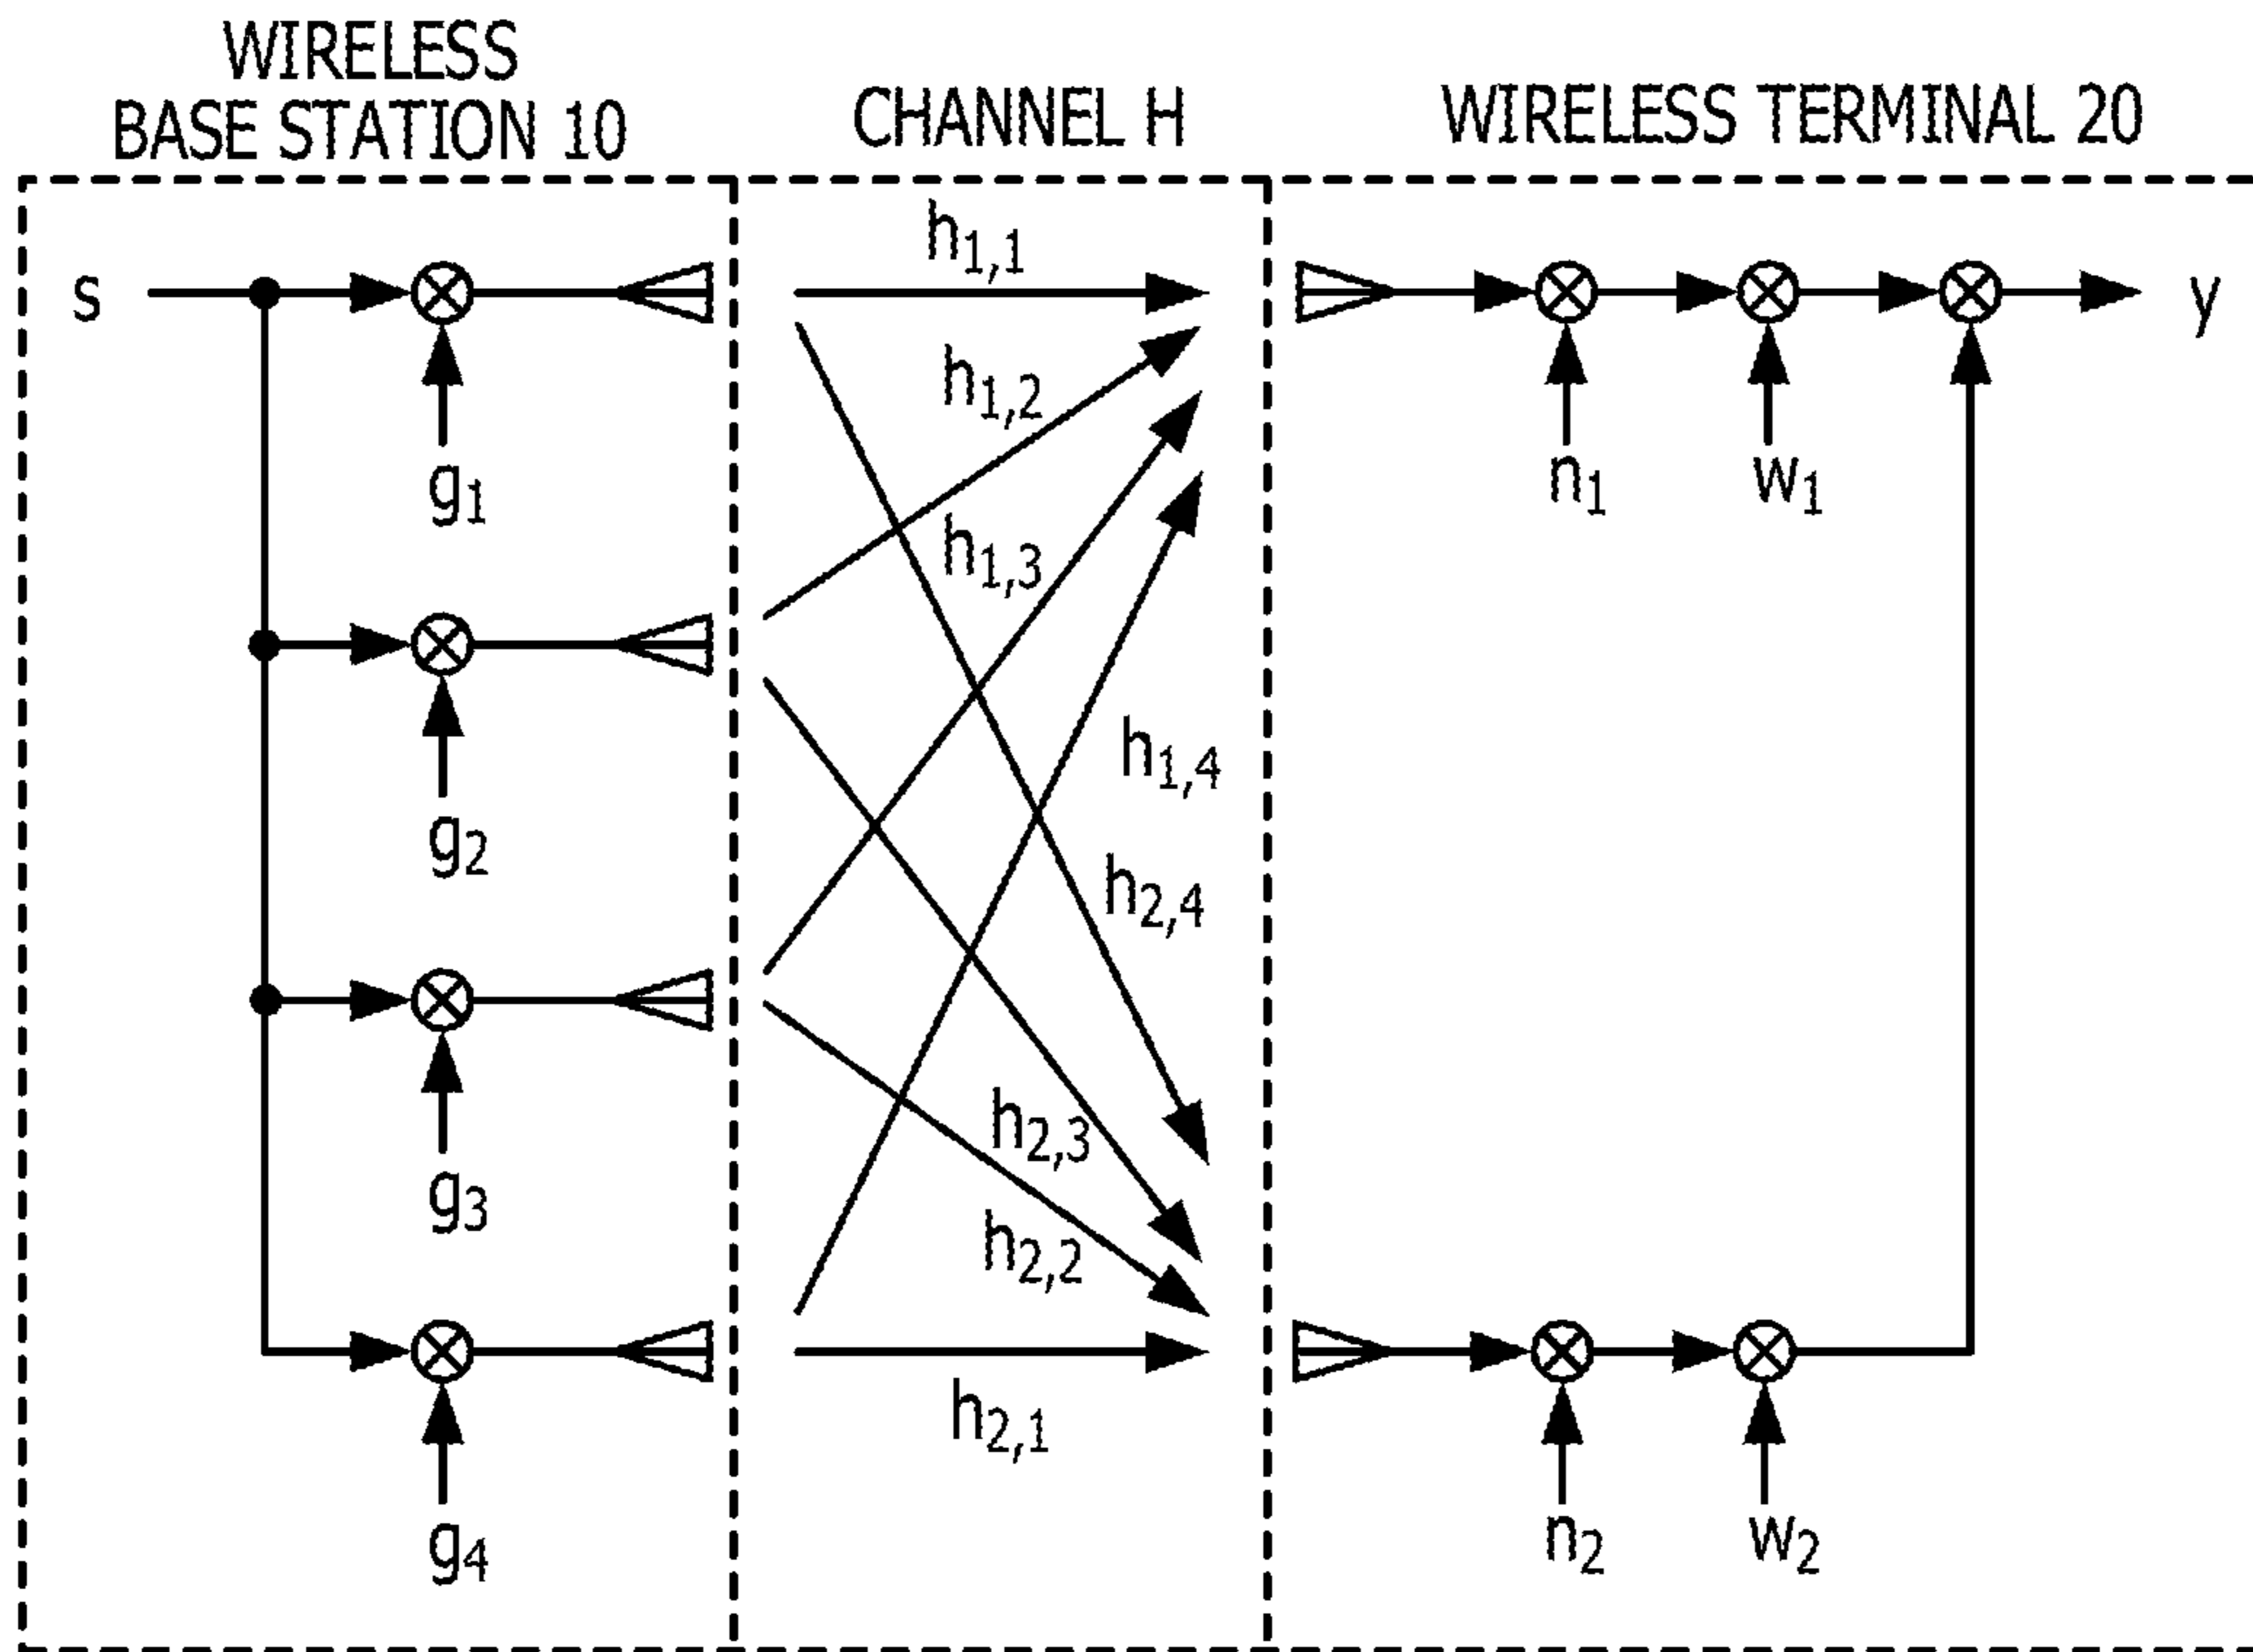 WIRELESS
BASE STATION 10
CHANNEL H
WIRELESS TERMINAL 20
s
h1,1
y
h1,2
g1
n1
w1
h1,3
h1,4
g2
h2,4
h2,3
g3
h2,2
h2,1
g4
n2
w2